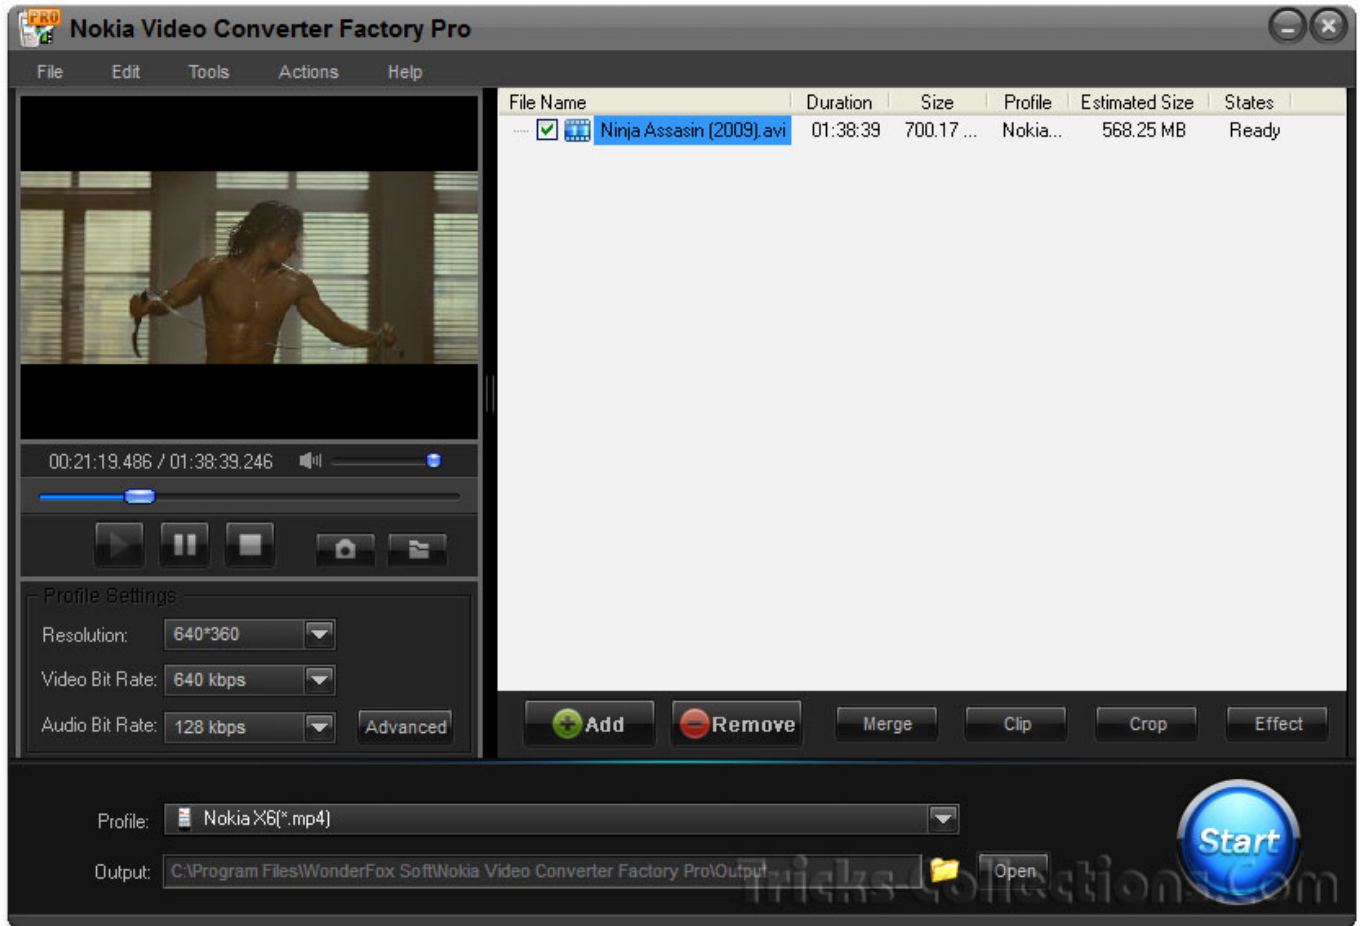 PRO
Nokia Video Converter Factory Pro
File Edit Tools Actions Help
File Name Duration Size Profile Estimated Size States
Ninja Assasin (2009).avi 01:38:39 700.17 ... Nokia... 568.25 MB Ready
00:21:19.486 / 01:38:39.246
Profile Settings
Resolution: 640*360
Video Bit Rate: 640 kbps
Audio Bit Rate: 128 kbps Advanced
Add Remove Merge Clip Crop Effect
Profile: Nokia X6(*.mp4)
Start
Output: C:\Program Files\WonderFox Soft\Nokia Video Converter Factory Pro\Output Open
Tricks-Collections.Com